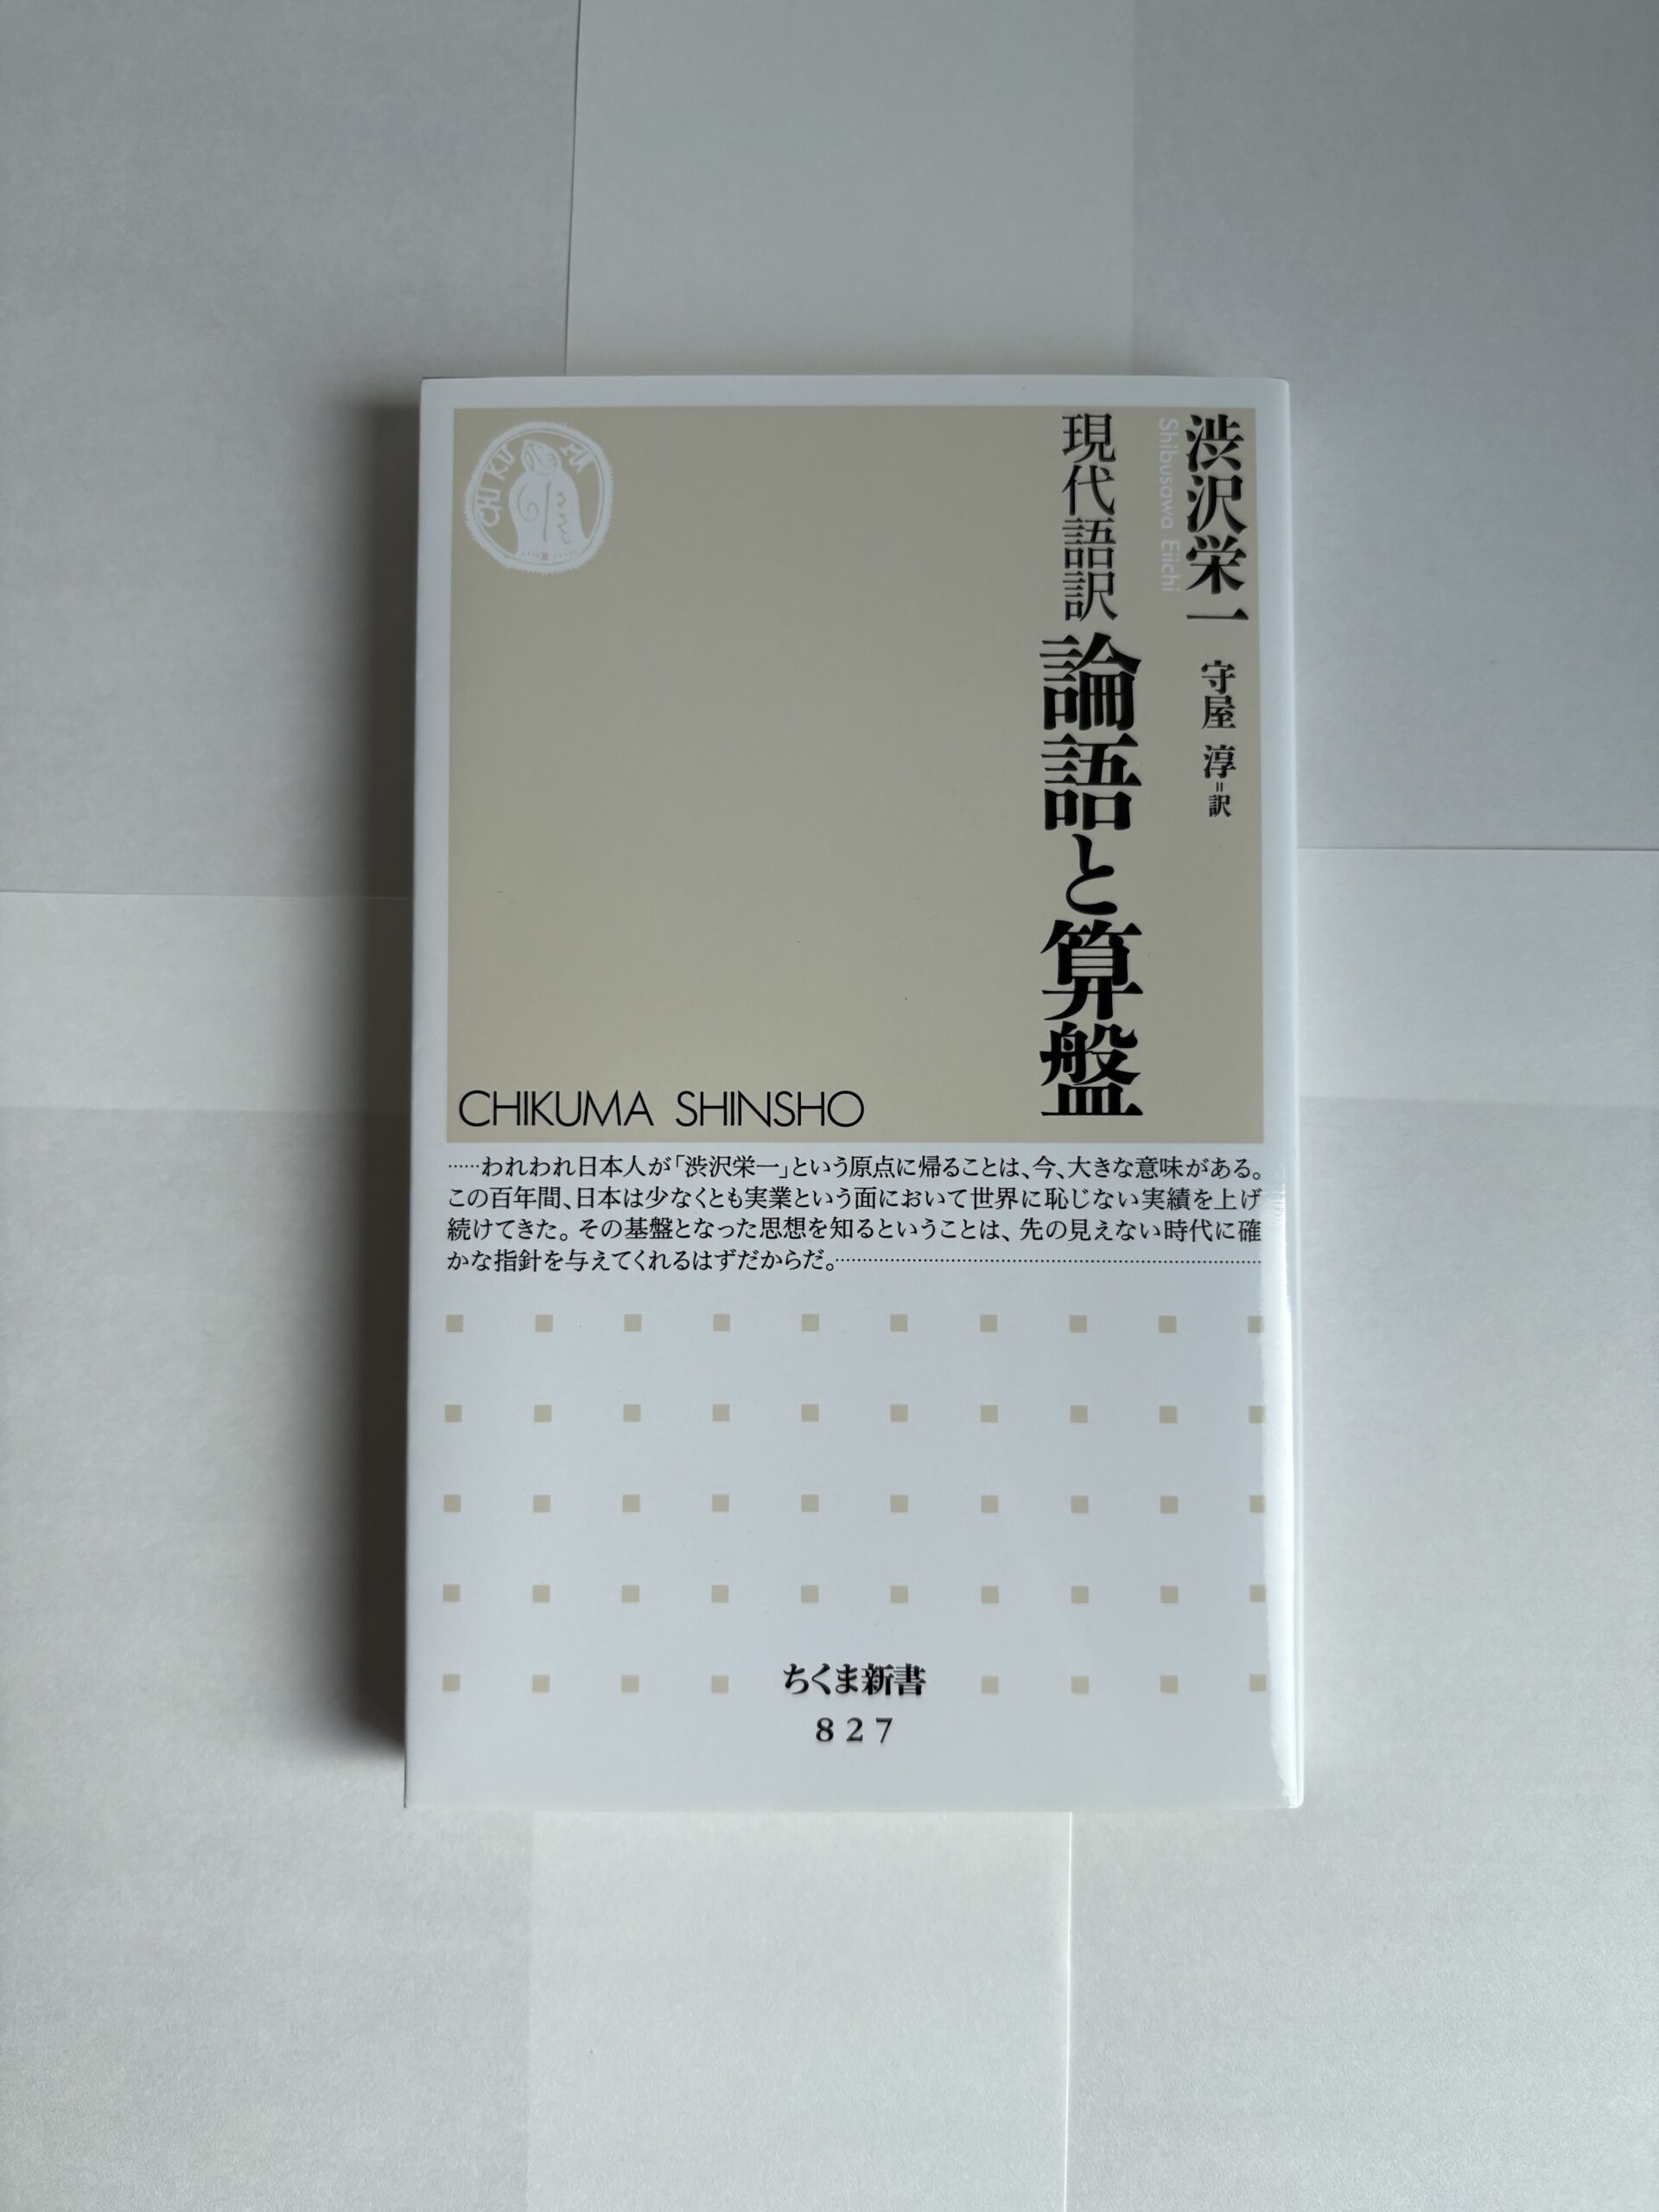 渋沢栄一
Shibusawa Eiichi
守屋 淳=訳
現代語訳 論語と算盤
CHIKUMA
CHIKUMA SHINSHO
……われわれ日本人が「渋沢栄一」という原点に帰ることは、今、大きな意味がある。
この百年間、日本は少なくとも実業という面において世界に恥じない実績を上げ
続けてきた。その基盤となった思想を知るということは、先の見えない時代に確
かな指針を与えてくれるはずだからだ。……………………………………………
ちくま新書
827